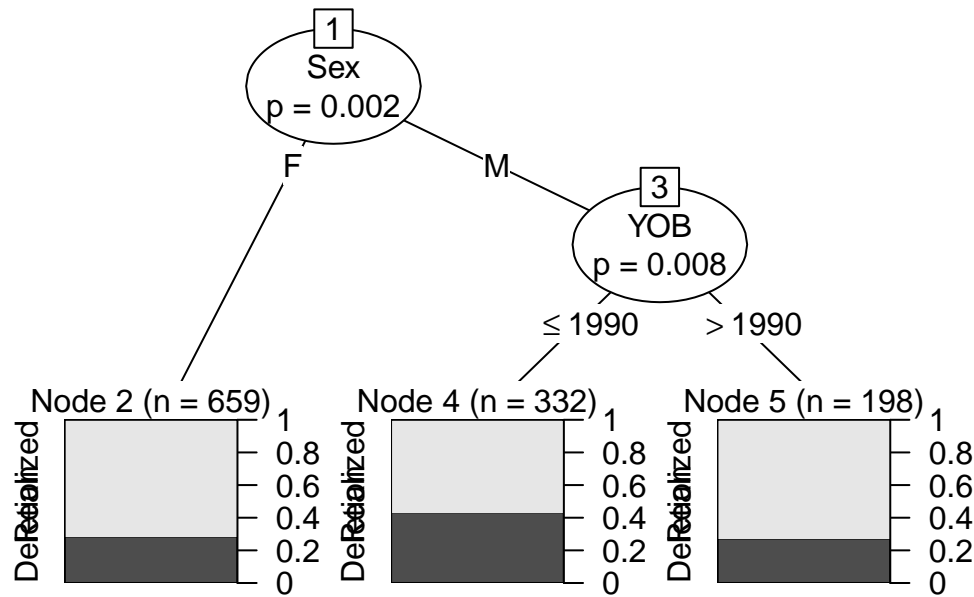 1
Sex
p = 0.002
F
M
3
YOB
p = 0.008
≤ 1990
> 1990
Node 2 (n = 659)
1
0.8
0.6
0.4
0.2
0
Node 4 (n = 332)
1
0.8
0.6
0.4
0.2
0
Node 5 (n = 198)
1
0.8
0.6
0.4
0.2
0